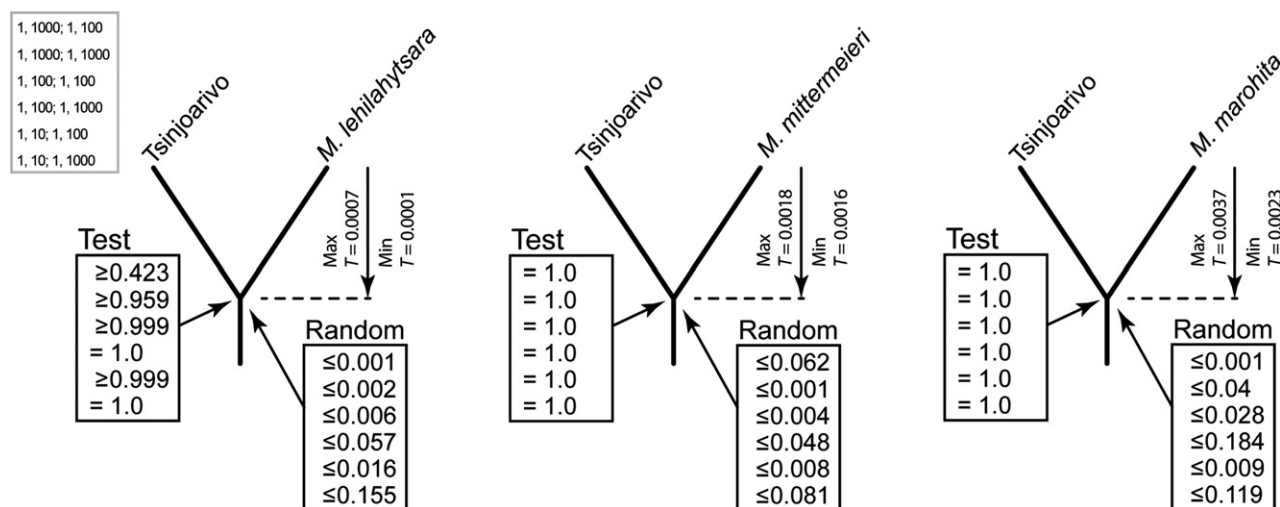 1, 1000; 1, 100
1, 1000; 1, 1000
1, 100; 1, 100
1, 100; 1, 1000
1, 10; 1, 100
1, 10; 1, 1000
Tsinjoarivo
M. lehilahytsara
Max
T = 0.0007
Min
T = 0.0001
Test
≥0.423
≥0.959
≥0.999
= 1.0
≥0.999
= 1.0
Random
≤0.001
≤0.002
≤0.006
≤0.057
≤0.016
≤0.155
Tsinjoarivo
M. mittermeieri
Max
T = 0.0018
Min
T = 0.0016
Test
= 1.0
= 1.0
= 1.0
= 1.0
= 1.0
= 1.0
Random
≤0.062
≤0.001
≤0.004
≤0.048
≤0.008
≤0.081
Tsinjoarivo
M. marohita
Max
T = 0.0037
Min
T = 0.0023
Test
= 1.0
= 1.0
= 1.0
= 1.0
= 1.0
= 1.0
Random
≤0.001
≤0.04
≤0.028
≤0.184
≤0.009
≤0.119